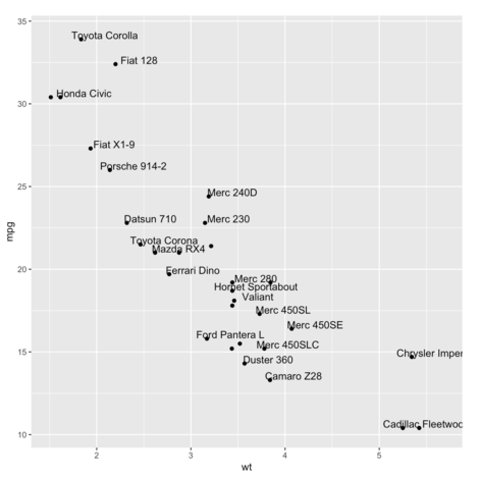 35
Toyota Corolla
Fiat 128
30
Honda Civic
Fiat X1-9
Porsche 914-2
25
Merc 240D
Datsun 710 Merc 230
mpg
Toyota Corona
Mazda RX4
20
Ferrari Dino
Merc 280
Hornet Sportabout
Valiant
Merc 450SL
Merc 450SE
Ford Pantera L
Merc 450SLC
15
Chrysler Imper
Duster 360
Camaro Z28
Cadillac Fleetwoo
10
2 3 4 5
wt